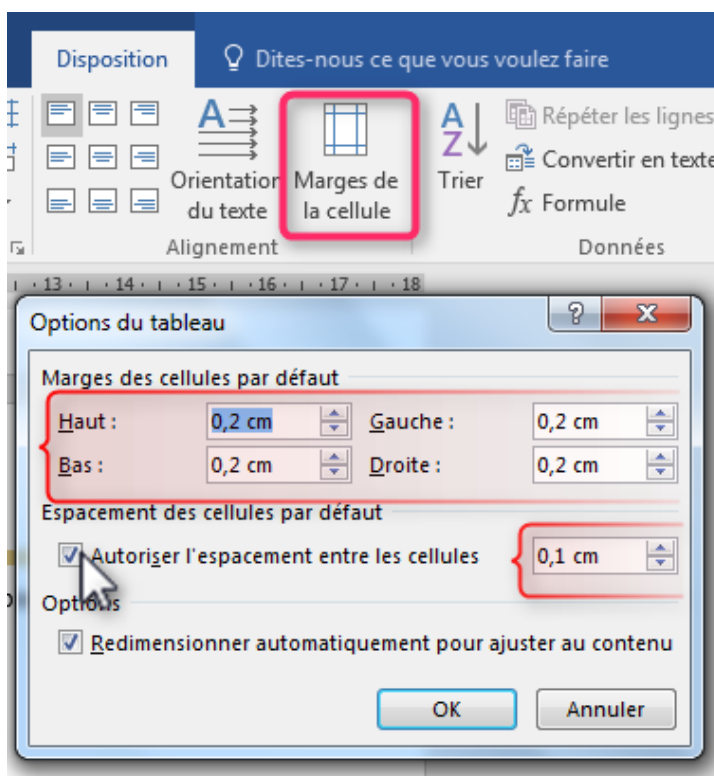 Disposition
Dites-nous ce que vous voulez faire
Orientation du texte
Marges de la cellule
A
Z
Trier
Répéter les lignes
Convertir en texte
fx Formule
Alignement
Données
13 14 15 16 17 18
Options du tableau
?
x
Marges des cellules par défaut
Haut : 0,2 cm Gauche : 0,2 cm
Bas : 0,2 cm Droite : 0,2 cm
Espacement des cellules par défaut
Autoriser l'espacement entre les cellules 0,1 cm
Options
Redimensionner automatiquement pour ajuster au contenu
OK Annuler